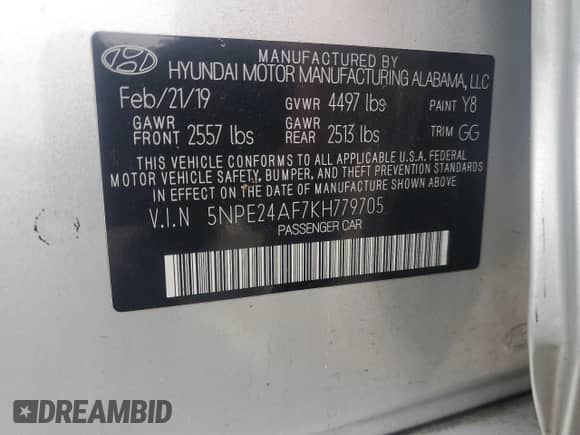 MANUFACTURED BY
HYUNDAI MOTOR MANUFACTURING ALABAMA, LLC
Feb/21/19 GVWR 4497 lbs PAINT Y8
GAWR FRONT 2557 lbs GAWR REAR 2513 lbs TRIM GG
THIS VEHICLE CONFORMS TO ALL APPLICABLE U.S.A. FEDERAL
MOTOR VEHICLE SAFETY, BUMPER, AND THEFT PREVENTION STANDARDS
IN EFFECT ON THE DATE OF MANUFACTURE SHOWN ABOVE.
V.I.N 5NPE24AF7KH779705
PASSENGER CAR
DREAMBID